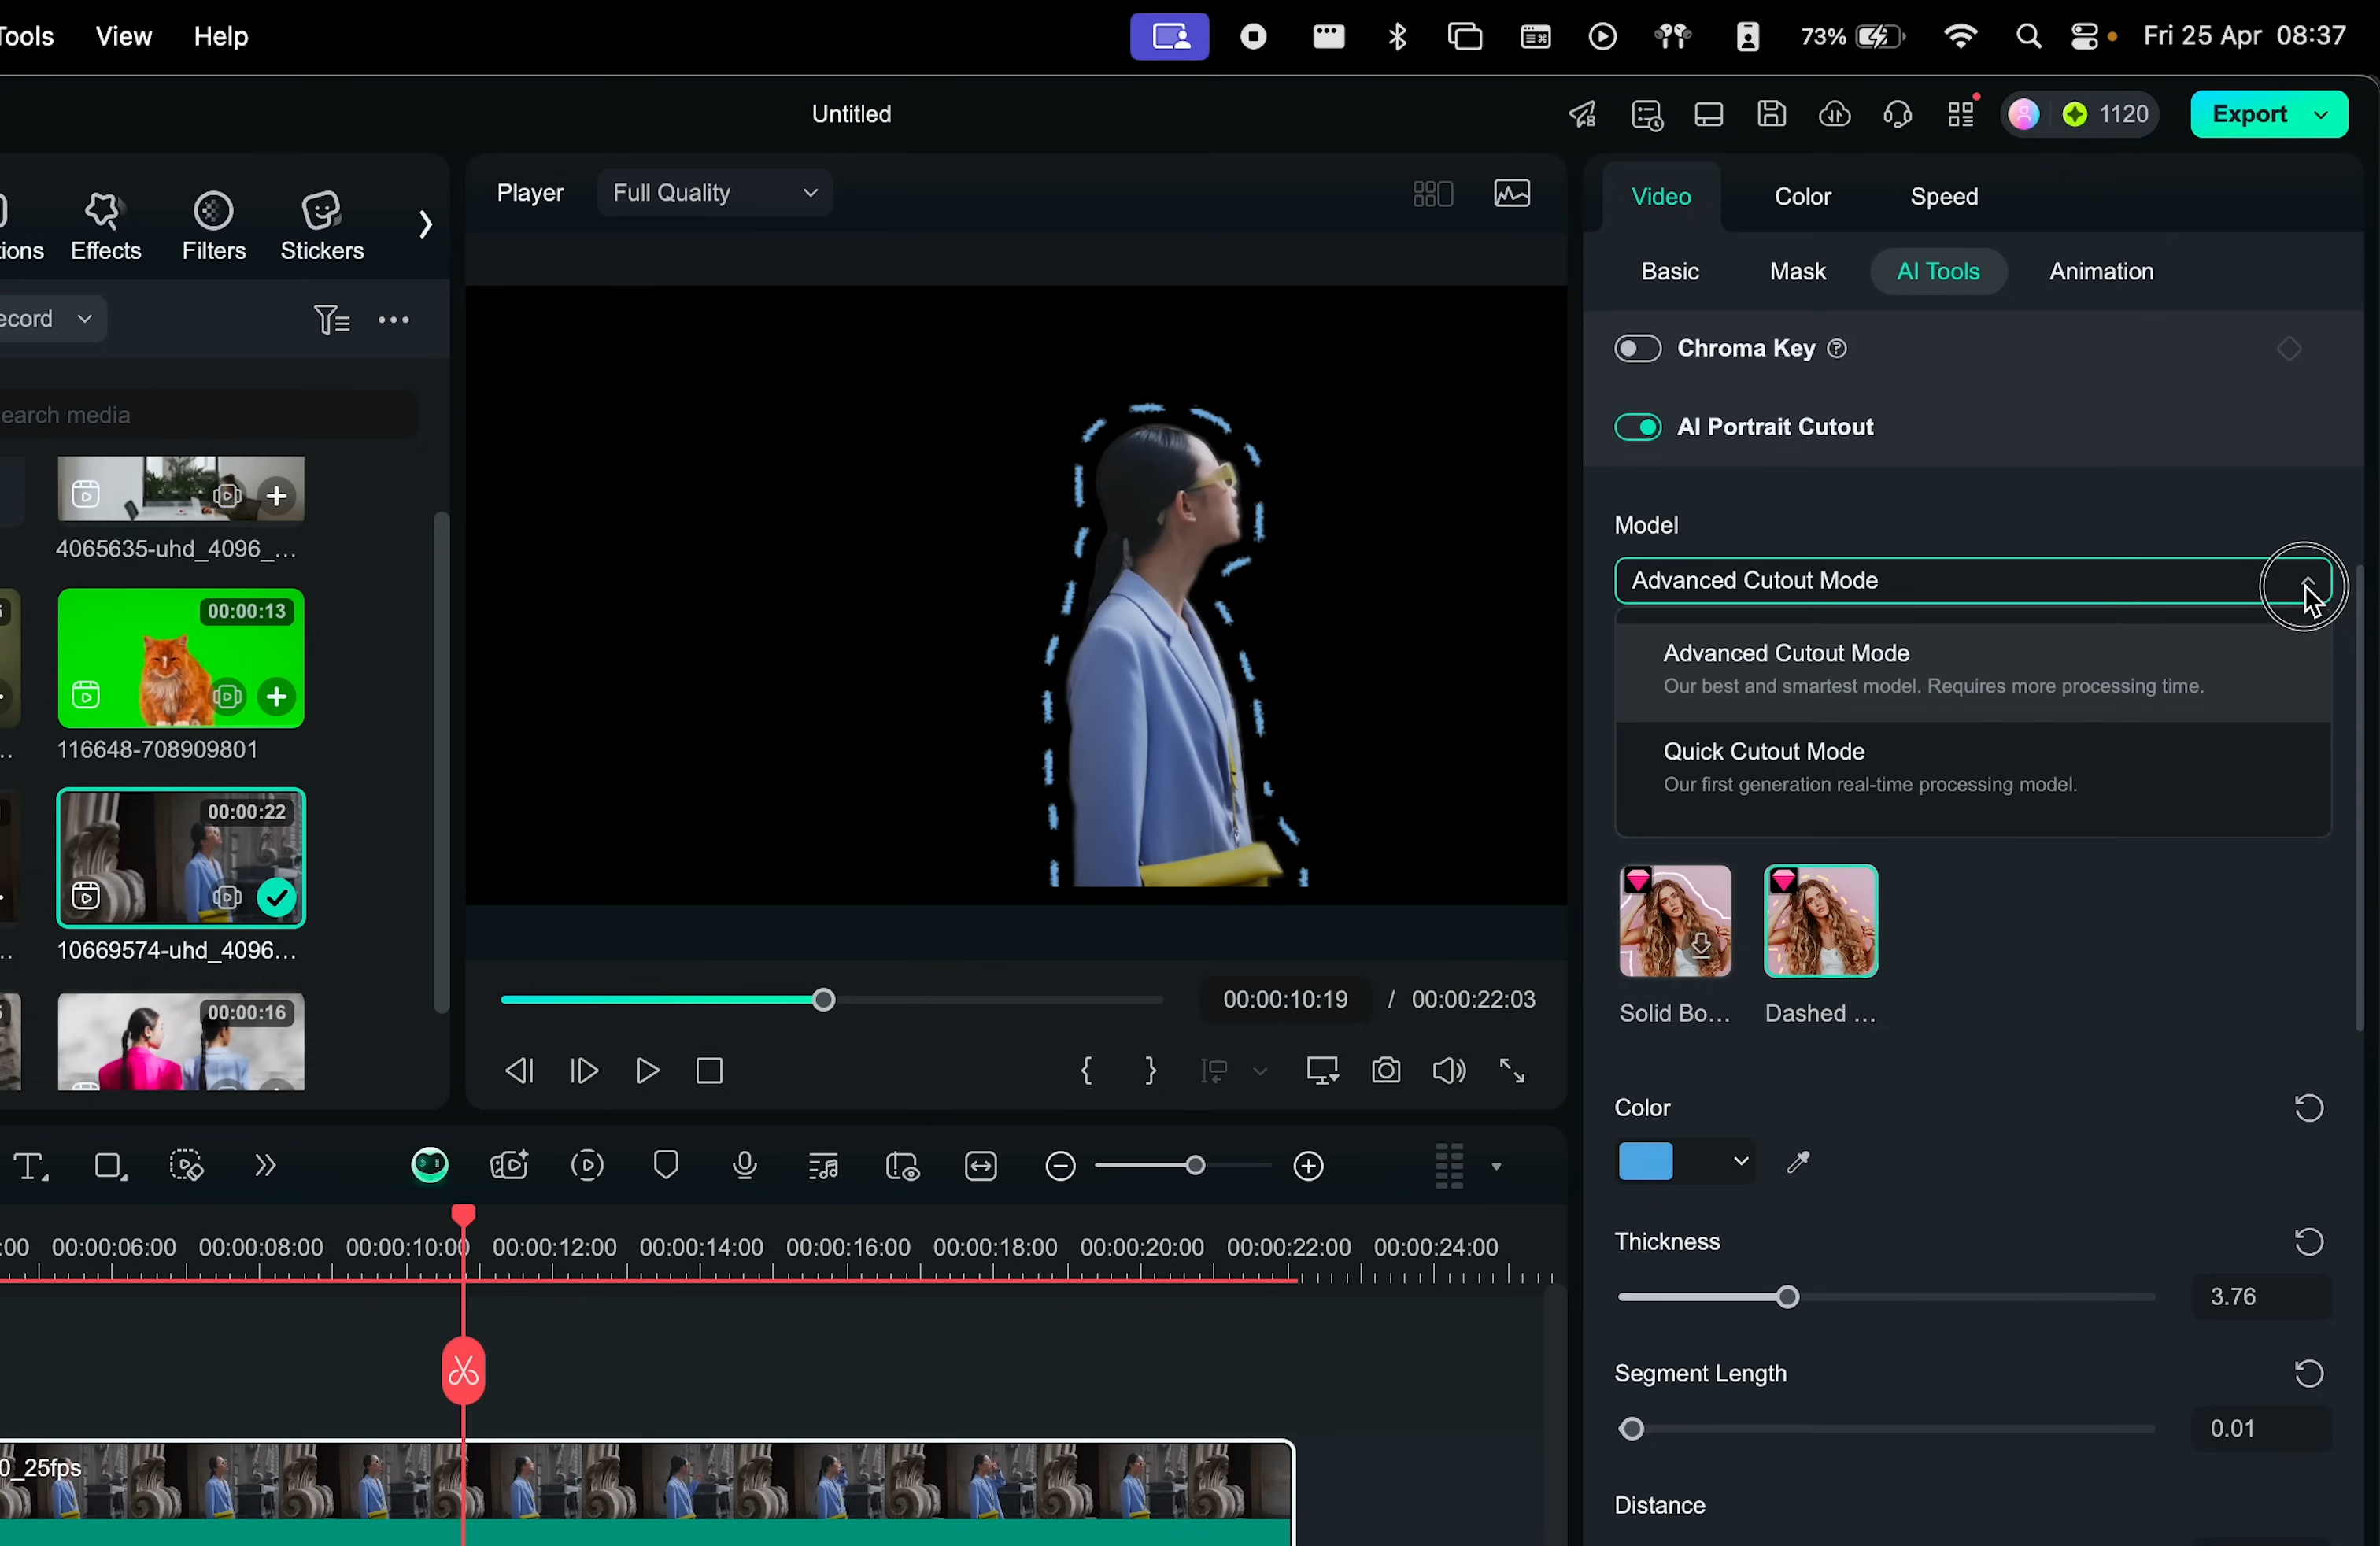 Tools View Help
73% Fri 25 Apr 08:37
Untitled
1120 Export
Effects Filters Stickers
Player Full Quality
Video Color Speed
Basic Mask AI Tools Animation
Chroma Key
AI Portrait Cutout
earch media
4065635-uhd_4096_...
00:00:13
116648-708909801
00:00:22
10669574-uhd_4096...
00:00:16
00:00:10:19 / 00:00:22:03
Model
Advanced Cutout Mode
Advanced Cutout Mode
Our best and smartest model. Requires more processing time.
Quick Cutout Mode
Our first generation real-time processing model.
Solid Bo... Dashed ...
Color
Thickness
3.76
Segment Length
0.01
Distance
:00 00:00:06:00 00:00:08:00 00:00:10:00 00:00:12:00 00:00:14:00 00:00:16:00 00:00:18:00 00:00:20:00 00:00:22:00 00:00:24:00
0_25fps